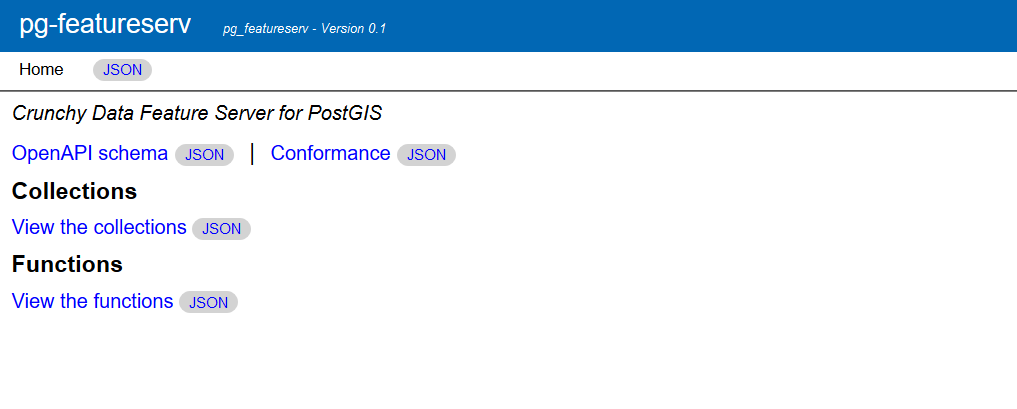 pg-featureserv pg_featureserv - Version 0.1
Home JSON
Crunchy Data Feature Server for PostGIS
OpenAPI schema JSON | Conformance JSON
Collections
View the collections JSON
Functions
View the functions JSON